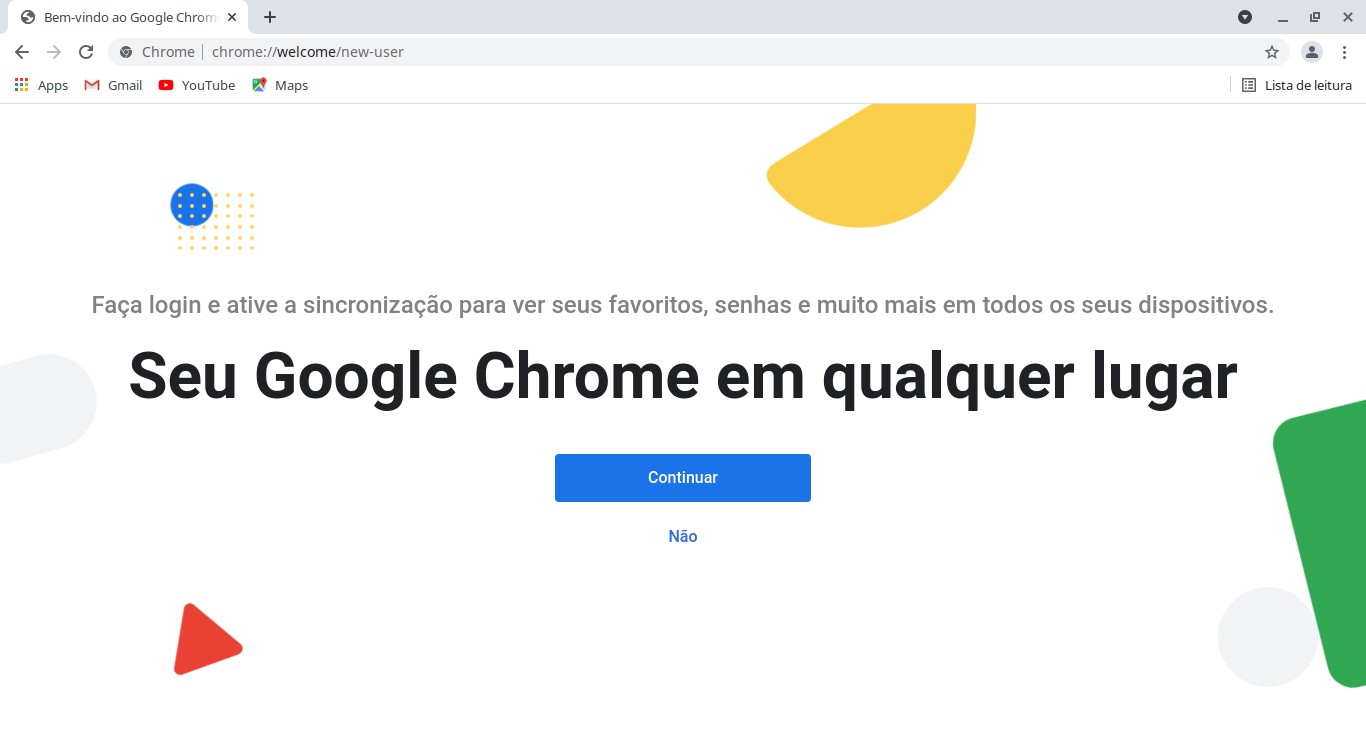 Bem-vindo ao Google Chrom
Chrome chrome://welcome/new-user
Apps Gmail YouTube Maps Lista de leitura
Faça login e ative a sincronização para ver seus favoritos, senhas e muito mais em todos os seus dispositivos.
Seu Google Chrome em qualquer lugar
Continuar
Não